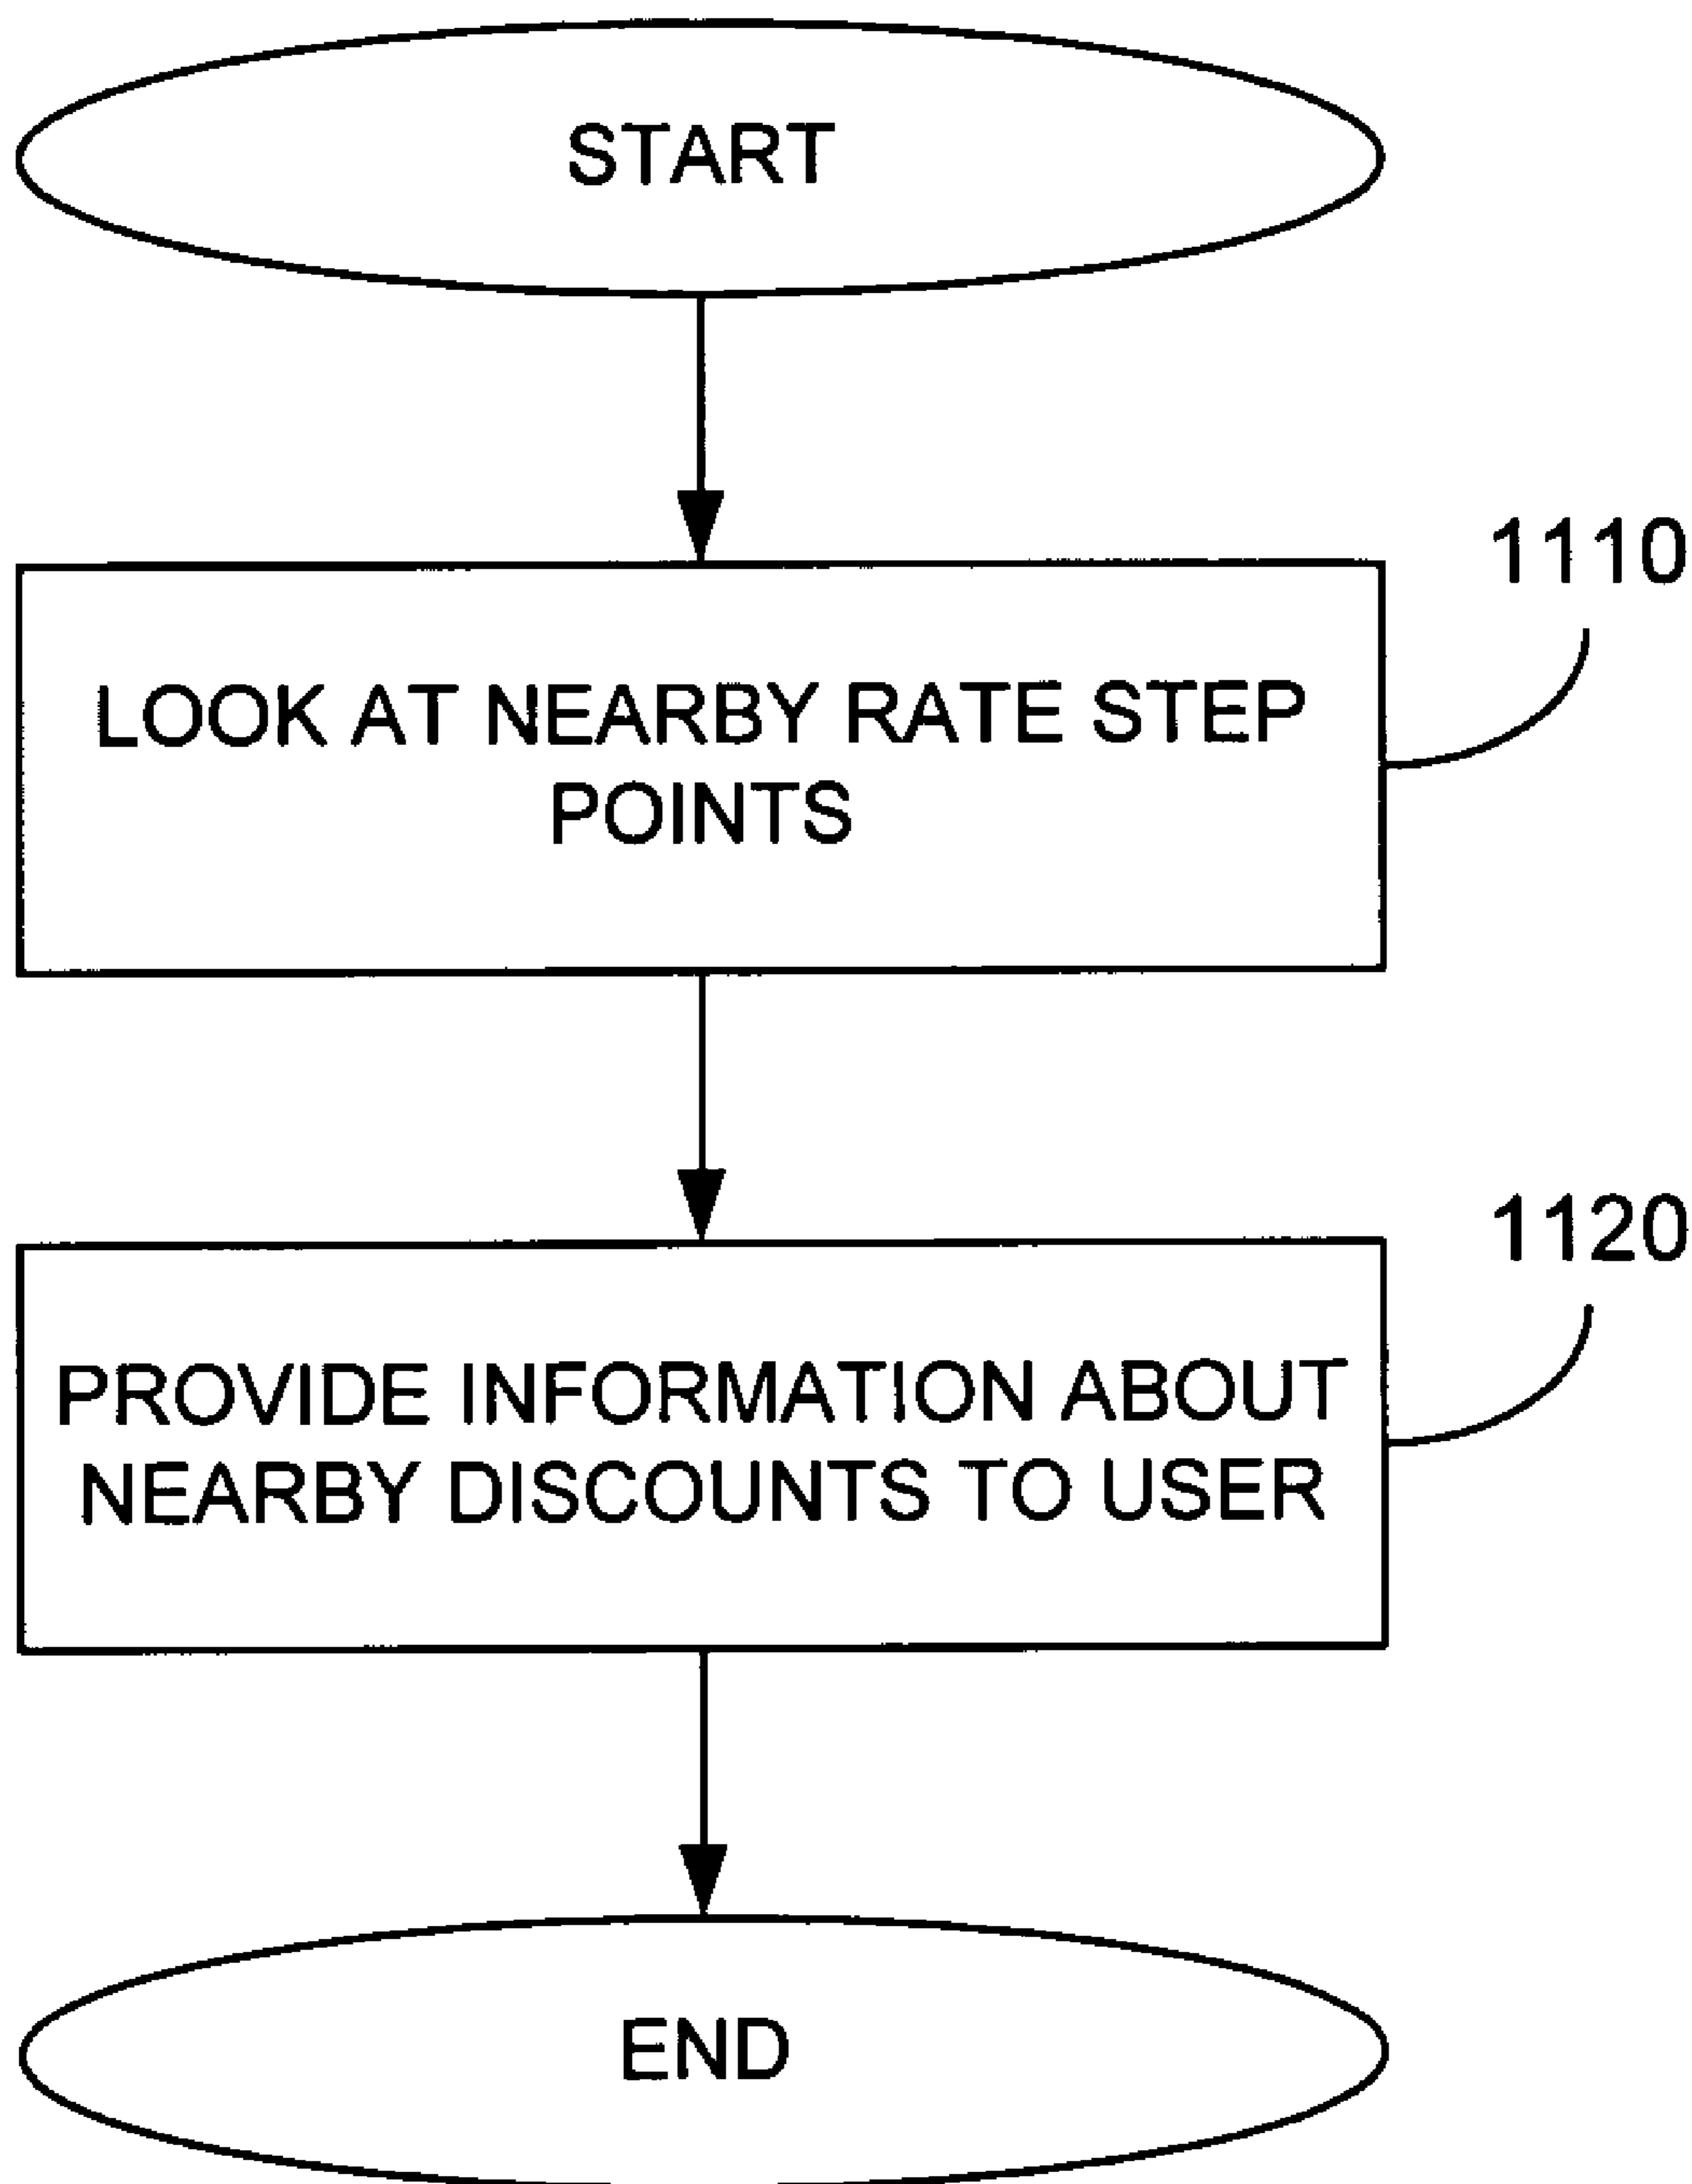 START
1110
LOOK AT NEARBY RATE STEP
POINTS
1120
PROVIDE INFORMATION ABOUT
NEARBY DISCOUNTS TO USER
END